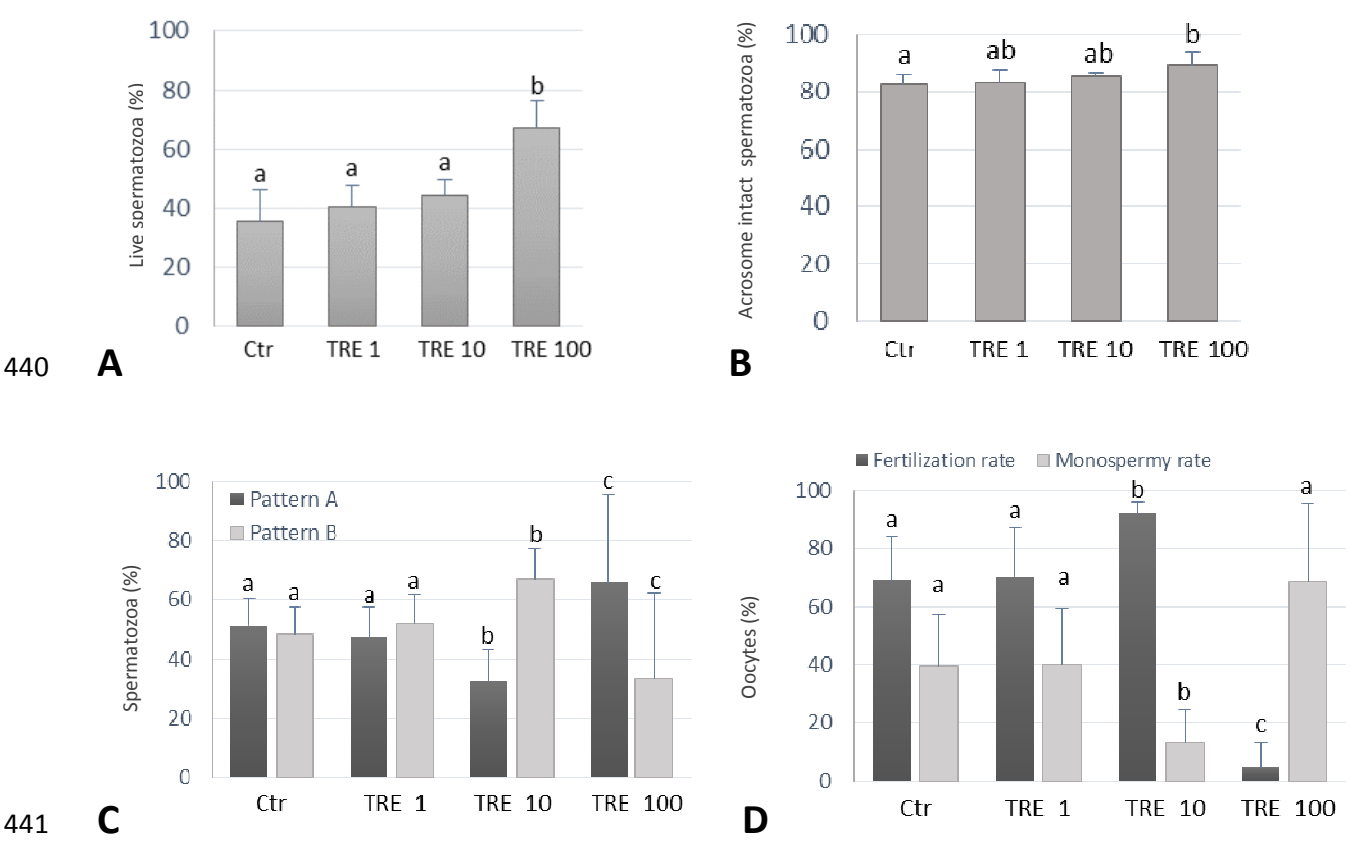 Live spermatozoa (%)
100
80
60
40
20
0
a
a
a
b
Ctr TRE 1 TRE 10 TRE 100
440 A
Acrosome intact spermatozoa (%)
100
80
60
40
20
0
a
ab
ab
b
Ctr TRE 1 TRE 10 TRE 100
B
Spermatozoa (%)
100
80
60
40
20
0
Pattern A
Pattern B
a
a
a
a
b
b
c
c
Ctr TRE 1 TRE 10 TRE 100
441 C
Fertilization rate Monospermy rate
Oocytes (%)
100
80
60
40
20
0
a
a
a
a
b
b
c
a
Ctr TRE 1 TRE 10 TRE 100
D